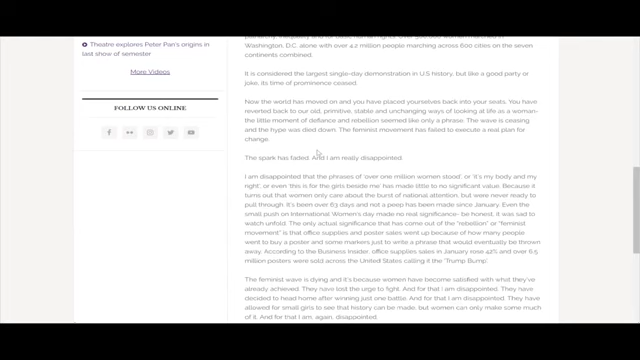 Theatre explores Peter Pan's origins in
last show of semester
More Videos
FOLLOW US ONLINE
Washington, D.C. alone with over 4.2 million people marching across 600 cities on the seven
continents combined.
It is considered the largest single-day demonstration in U.S. history, but like a good party or
joke, its time of prominence ceased.
Now the world has moved on and you have placed yourselves back into your seats. You have
reverted back to our old, primitive, stable and unchanging ways of looking at life as a woman-
the little moment of defiance and rebellion seemed like only a phrase. The wave is ceasing
and the hype was died down. The feminist movement has failed to execute a real plan for
change.
The spark has faded. And I am really disappointed.
I am disappointed that the phrases of "over one million women stood", or "it's my body and my
right", or even "this is for the girls beside me" has made little to no significant value. Because it
turns out that women only care about the burst of national attention, but were never ready to
pull through. It's been over 63 days and not a peep has been made since January. Even the
small push on International Women's day made no real significance- be honest, it was sad to
watch unfold. The only actual significance that has come out of the "rebellion" or "feminist
movement" is that office supplies and poster sales went up because of how many people
went to buy a poster and some markers just to write a phrase that would eventually be thrown
away. According to the Business Insider, office supplies sales in January rose 42% and over 6.5
million posters were sold across the United States calling it the "Trump Bump".
The feminist wave is dying and it's because women have become satisfied with what they've
already achieved. They have lost the urge to fight. And for that I am disappointed. They have
decided to head home after winning just one battle. And for that I am disappointed. They have
allowed for small girls to see that history can be made, but women can only make some much
of it. And for that I am, again, disappointed.